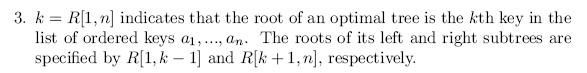 3. k = R[1, n] indicates that the root of an optimal tree is the kth key in the
list of ordered keys a₁, ..., aₙ. The roots of its left and right subtrees are
specified by R[1, k − 1] and R[k + 1, n], respectively.